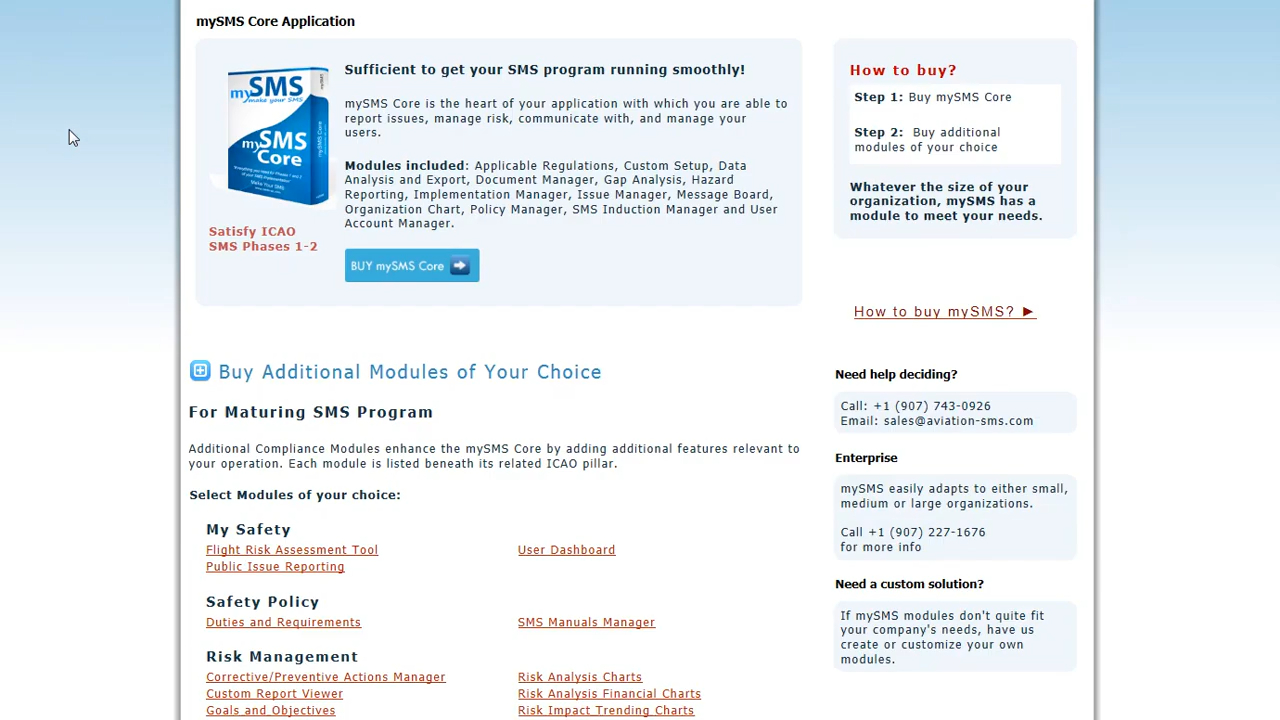 mySMS Core Application
mySMS
make your SMS
mySMS
Core
Satisfy ICAO
SMS Phases 1-2
Sufficient to get your SMS program running smoothly!
mySMS Core is the heart of your application with which you are able to
report issues, manage risk, communicate with, and manage your
users.
Modules included: Applicable Regulations, Custom Setup, Data
Analysis and Export, Document Manager, Gap Analysis, Hazard
Reporting, Implementation Manager, Issue Manager, Message Board,
Organization Chart, Policy Manager, SMS Induction Manager and User
Account Manager.
BUY mySMS Core
How to buy?
Step 1: Buy mySMS Core
Step 2: Buy additional
modules of your choice
Whatever the size of your
organization, mySMS has a
module to meet your needs.
How to buy mySMS? ►
Buy Additional Modules of Your Choice
For Maturing SMS Program
Additional Compliance Modules enhance the mySMS Core by adding additional features relevant to
your operation. Each module is listed beneath its related ICAO pillar.
Select Modules of your choice:
My Safety
Flight Risk Assessment Tool
User Dashboard
Public Issue Reporting
Safety Policy
Duties and Requirements
SMS Manuals Manager
Risk Management
Corrective/Preventive Actions Manager
Risk Analysis Charts
Custom Report Viewer
Risk Analysis Financial Charts
Goals and Objectives
Risk Impact Trending Charts
Need help deciding?
Call: +1 (907) 743-0926
Email: sales@aviation-sms.com
Enterprise
mySMS easily adapts to either small,
medium or large organizations.
Call +1 (907) 227-1676
for more info
Need a custom solution?
If mySMS modules don't quite fit
your company's needs, have us
create or customize your own
modules.